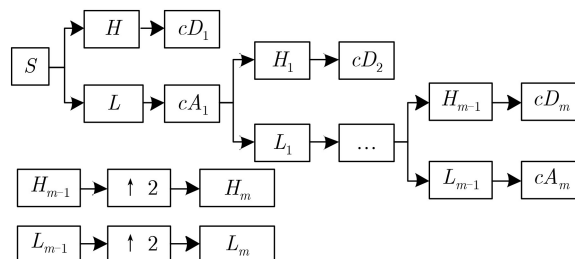 H cD₁
S
H₁ cD₂
L cA₁
Hₘ₋₁ cDₘ
L₁ ...
Lₘ₋₁ cAₘ
Hₘ₋₁ ↑ 2 Hₘ
Lₘ₋₁ ↑ 2 Lₘ